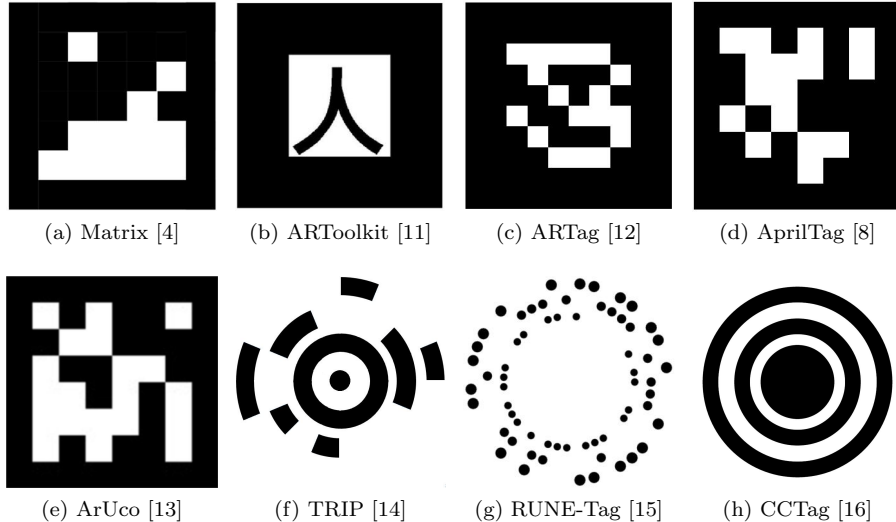 人
(a) Matrix [4]
(b) ARToolkit [11]
(c) ARTag [12]
(d) AprilTag [8]
(e) ArUco [13]
(f) TRIP [14]
(g) RUNE-Tag [15]
(h) CCTag [16]